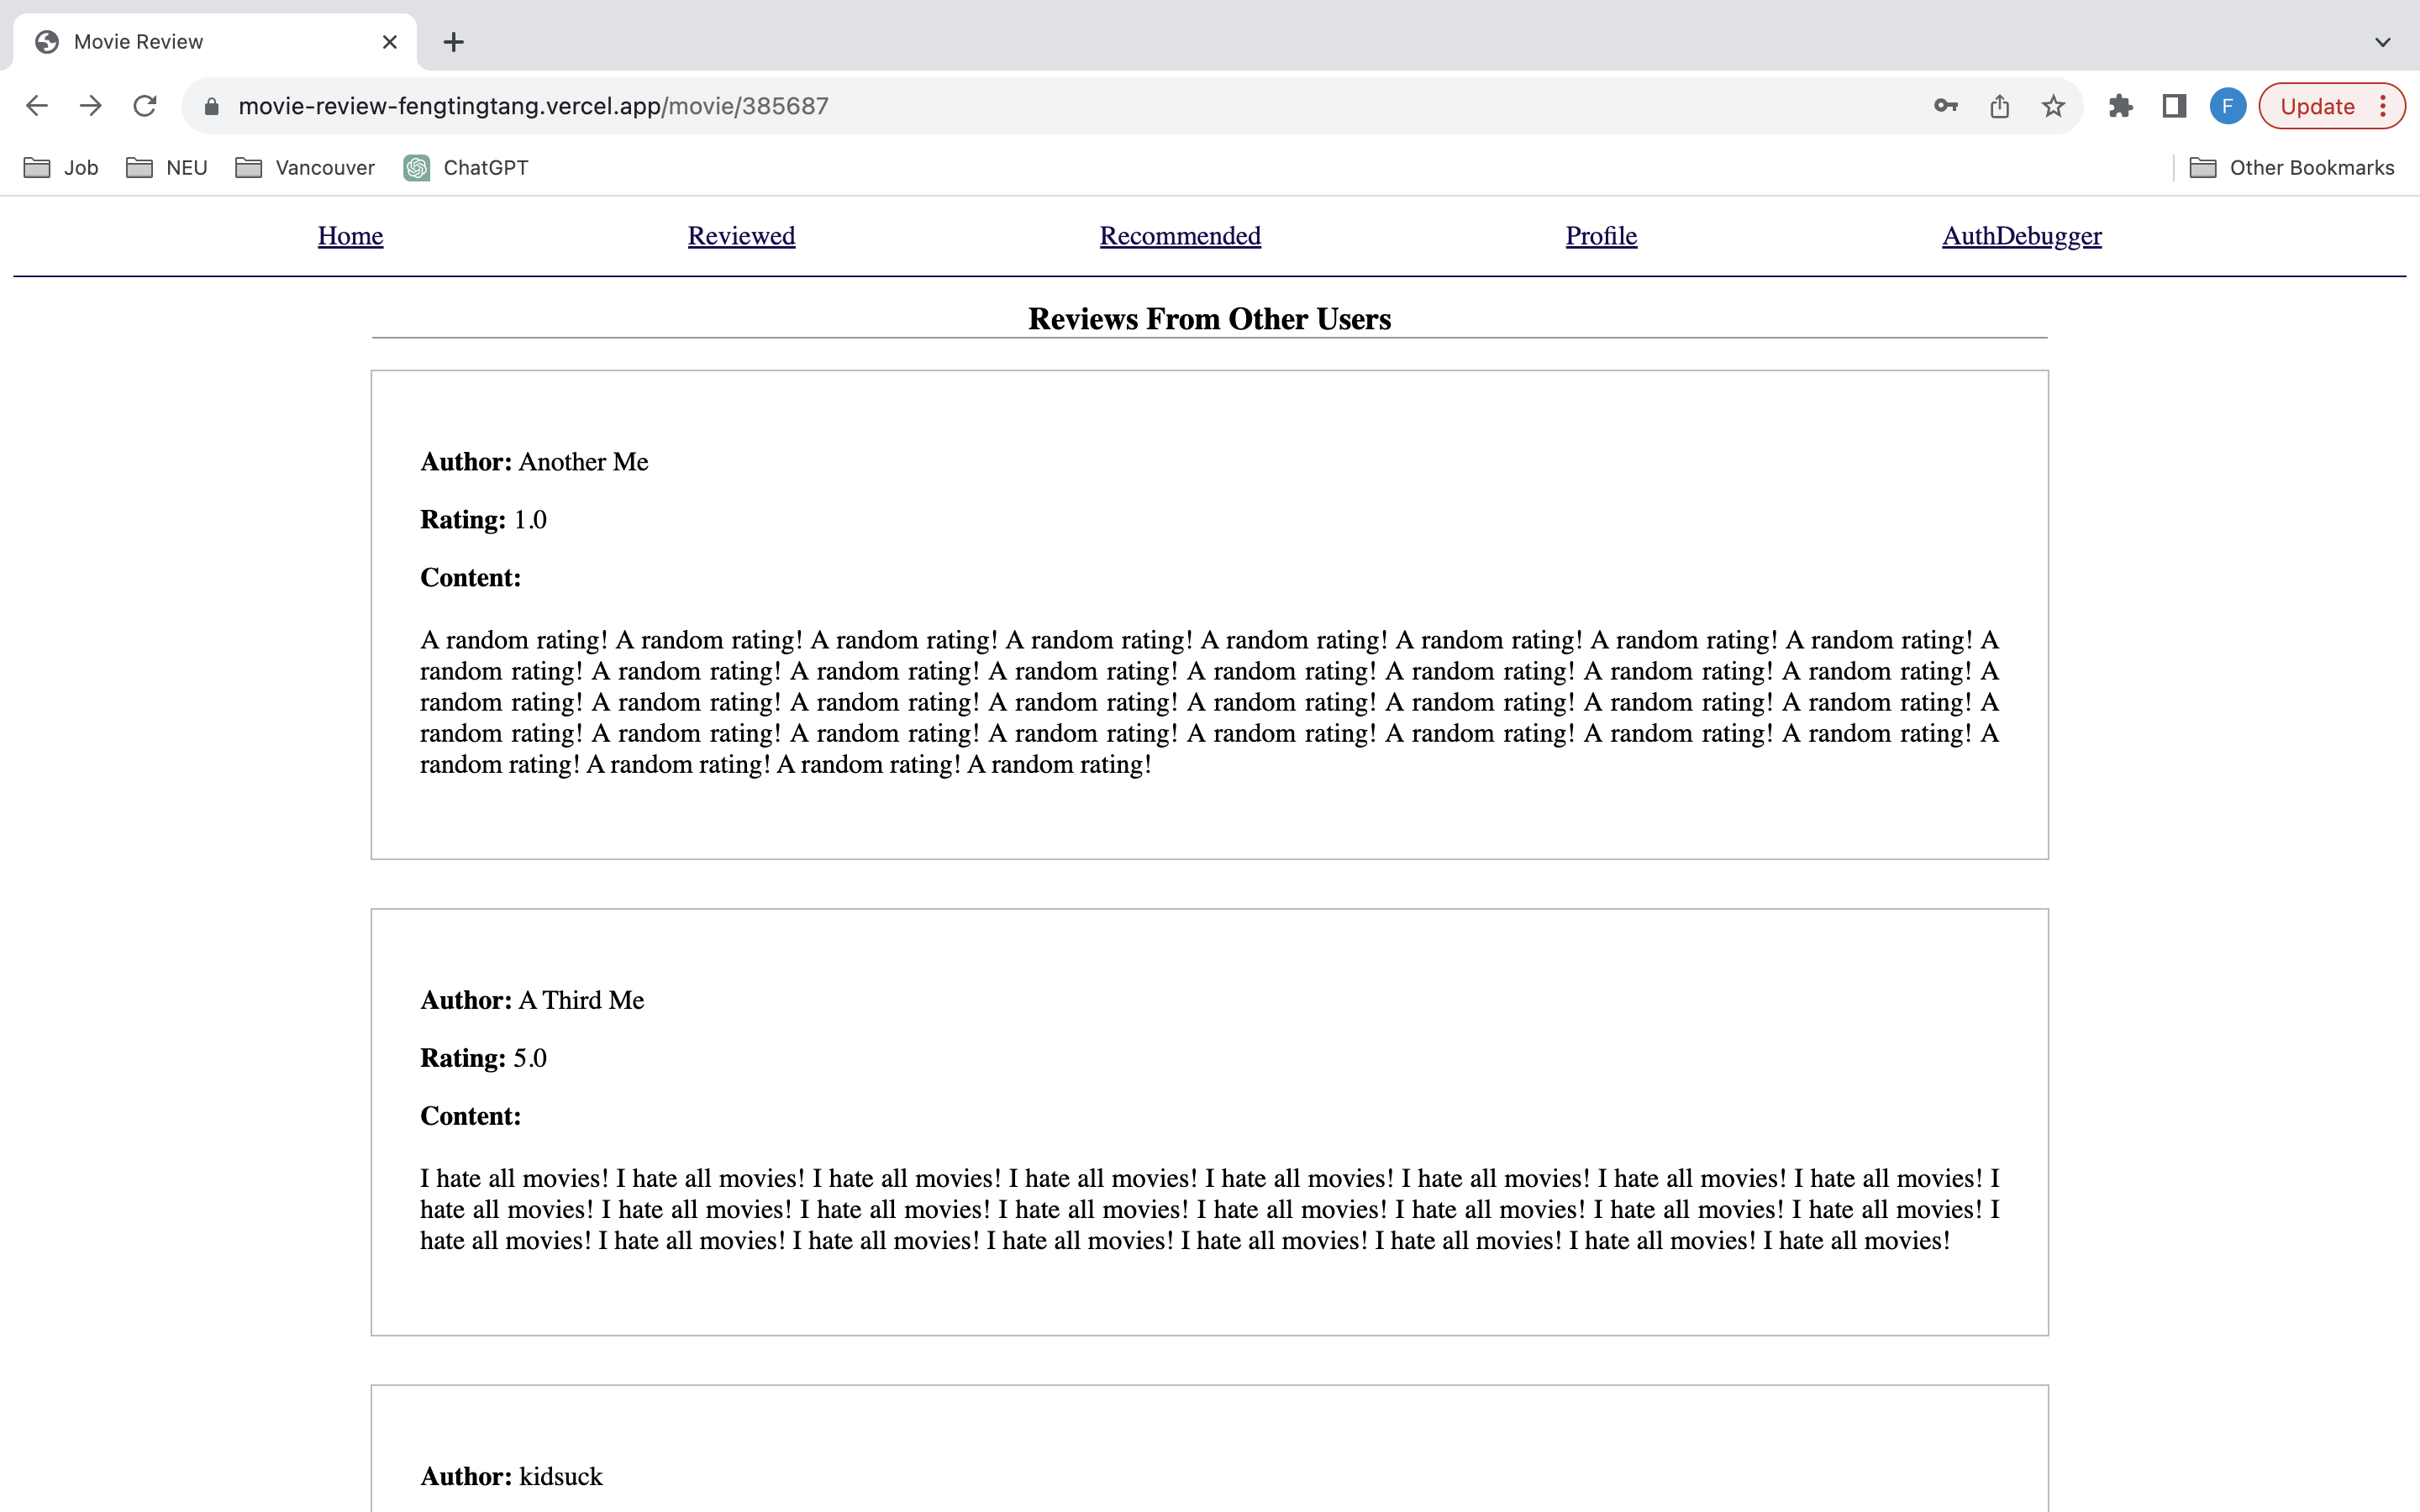 Movie Review
movie-review-fengtingtang.vercel.app/movie/385687
F
Update
Job NEU Vancouver ChatGPT Other Bookmarks
Home Reviewed Recommended Profile AuthDebugger
Reviews From Other Users
Author: Another Me
Rating: 1.0
Content:
A random rating! A random rating! A random rating! A random rating! A random rating! A random rating! A random rating! A random rating! A
random rating! A random rating! A random rating! A random rating! A random rating! A random rating! A random rating! A random rating! A
random rating! A random rating! A random rating! A random rating! A random rating! A random rating! A random rating! A random rating! A
random rating! A random rating! A random rating! A random rating! A random rating! A random rating! A random rating! A random rating! A
random rating! A random rating! A random rating! A random rating!
Author: A Third Me
Rating: 5.0
Content:
I hate all movies! I hate all movies! I hate all movies! I hate all movies! I hate all movies! I hate all movies! I hate all movies! I hate all movies! I
hate all movies! I hate all movies! I hate all movies! I hate all movies! I hate all movies! I hate all movies! I hate all movies! I hate all movies! I
hate all movies! I hate all movies! I hate all movies! I hate all movies! I hate all movies! I hate all movies! I hate all movies! I hate all movies!
Author: kidsuck